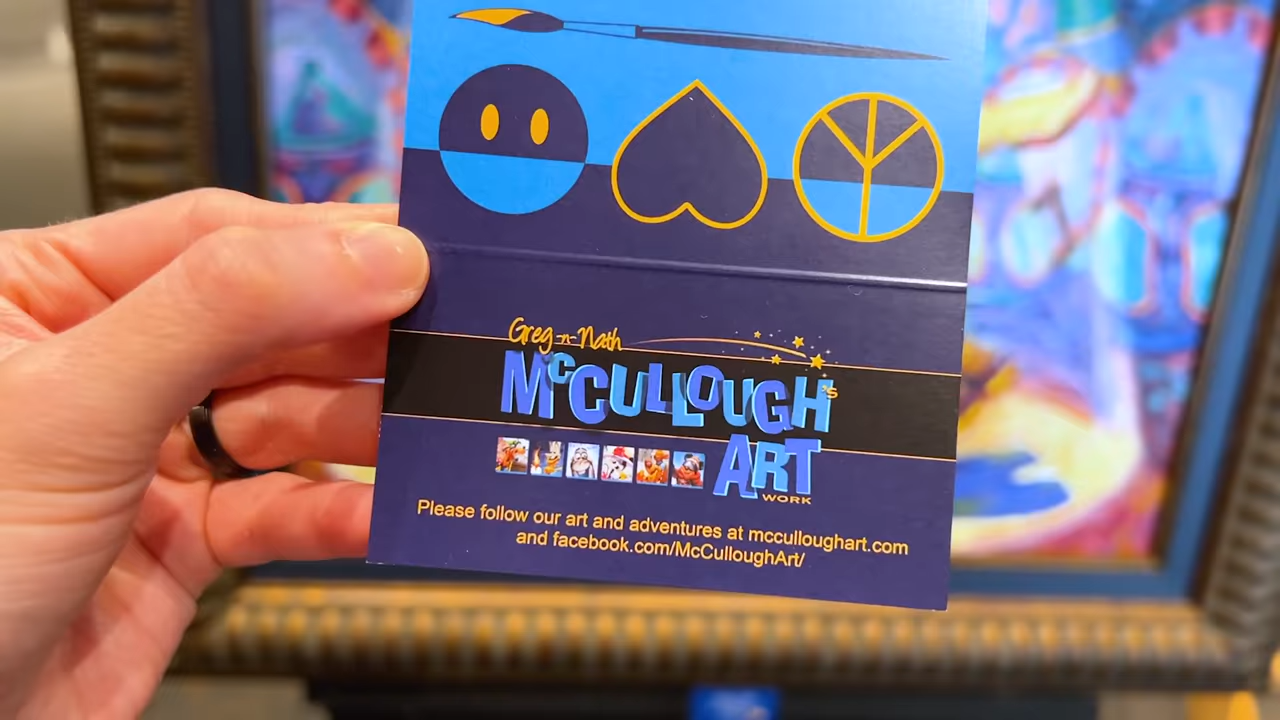 Greg-n-Nath
McCULLOUGH'S
ART
WORK
Please follow our art and adventures at mcculloughart.com
and facebook.com/McCulloughArt/